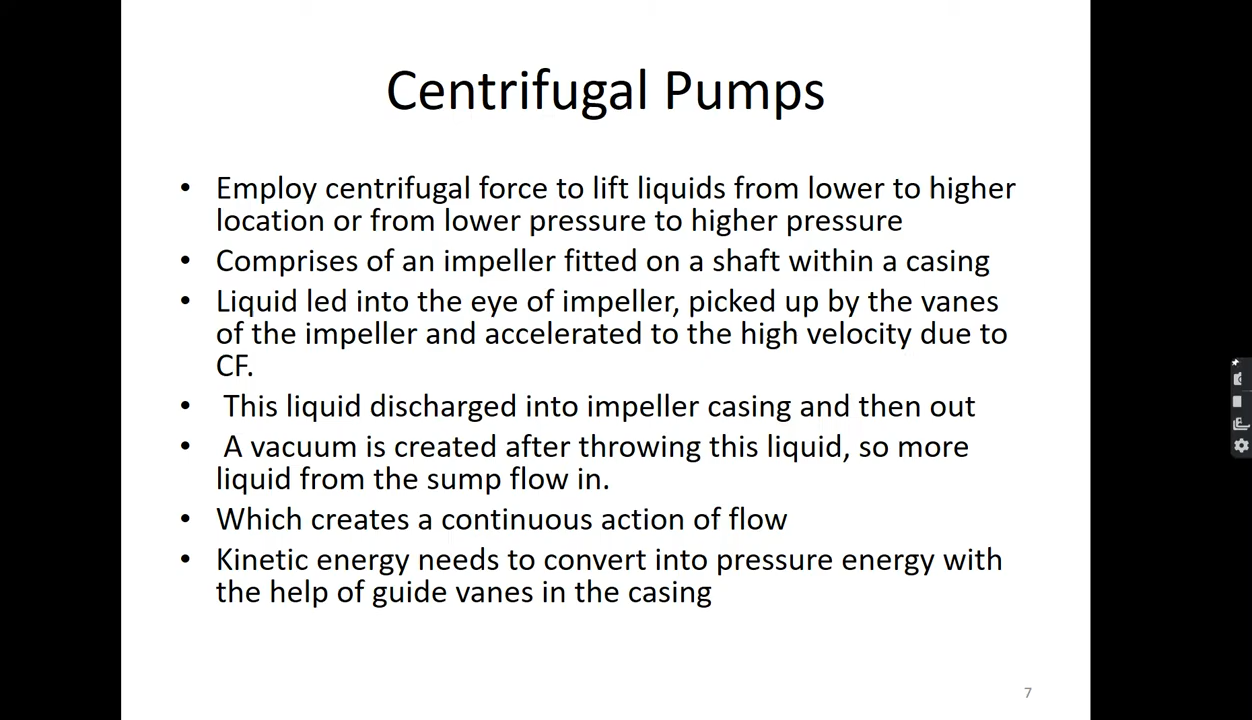 Centrifugal Pumps
• Employ centrifugal force to lift liquids from lower to higher
location or from lower pressure to higher pressure
• Comprises of an impeller fitted on a shaft within a casing
• Liquid led into the eye of impeller, picked up by the vanes
of the impeller and accelerated to the high velocity due to
CF.
• This liquid discharged into impeller casing and then out
• A vacuum is created after throwing this liquid, so more
liquid from the sump flow in.
• Which creates a continuous action of flow
• Kinetic energy needs to convert into pressure energy with
the help of guide vanes in the casing
7